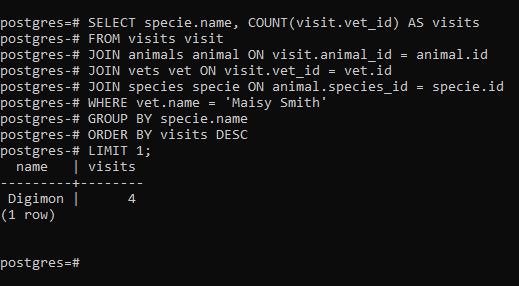 postgres=# SELECT specie.name, COUNT(visit.vet_id) AS visits
postgres-# FROM visits visit
postgres-# JOIN animals animal ON visit.animal_id = animal.id
postgres-# JOIN vets vet ON visit.vet_id = vet.id
postgres-# JOIN species specie ON animal.species_id = specie.id
postgres-# WHERE vet.name = 'Maisy Smith'
postgres-# GROUP BY specie.name
postgres-# ORDER BY visits DESC
postgres-# LIMIT 1;
  name   | visits
---------+--------
 Digimon |      4
(1 row)
postgres=#